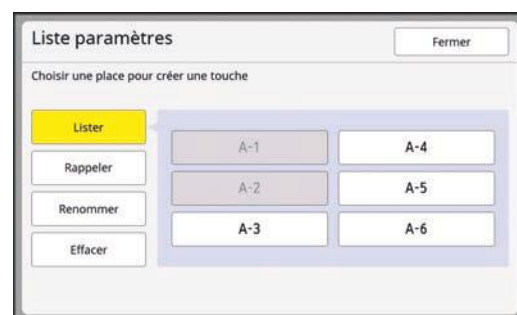 Liste paramètres
Fermer
Choisir une place pour créer une touche
Lister
A-1
A-4
Rappeler
A-2
A-5
Renommer
A-3
A-6
Effacer